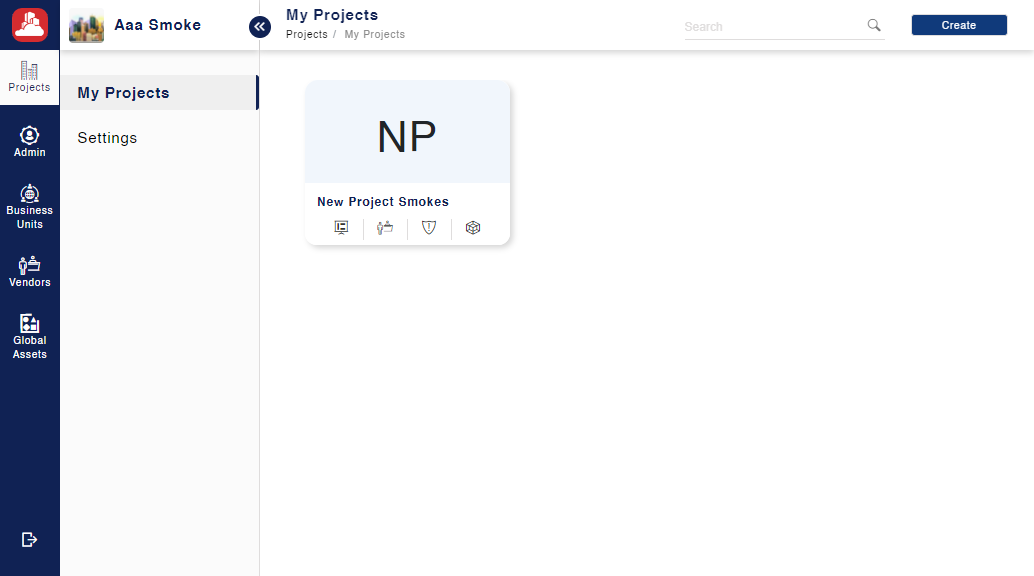 Aaa Smoke
My Projects
Projects / My Projects
Search
Create
Projects
Admin
Business
Units
Vendors
Global
Assets
My Projects
Settings
NP
New Project Smokes